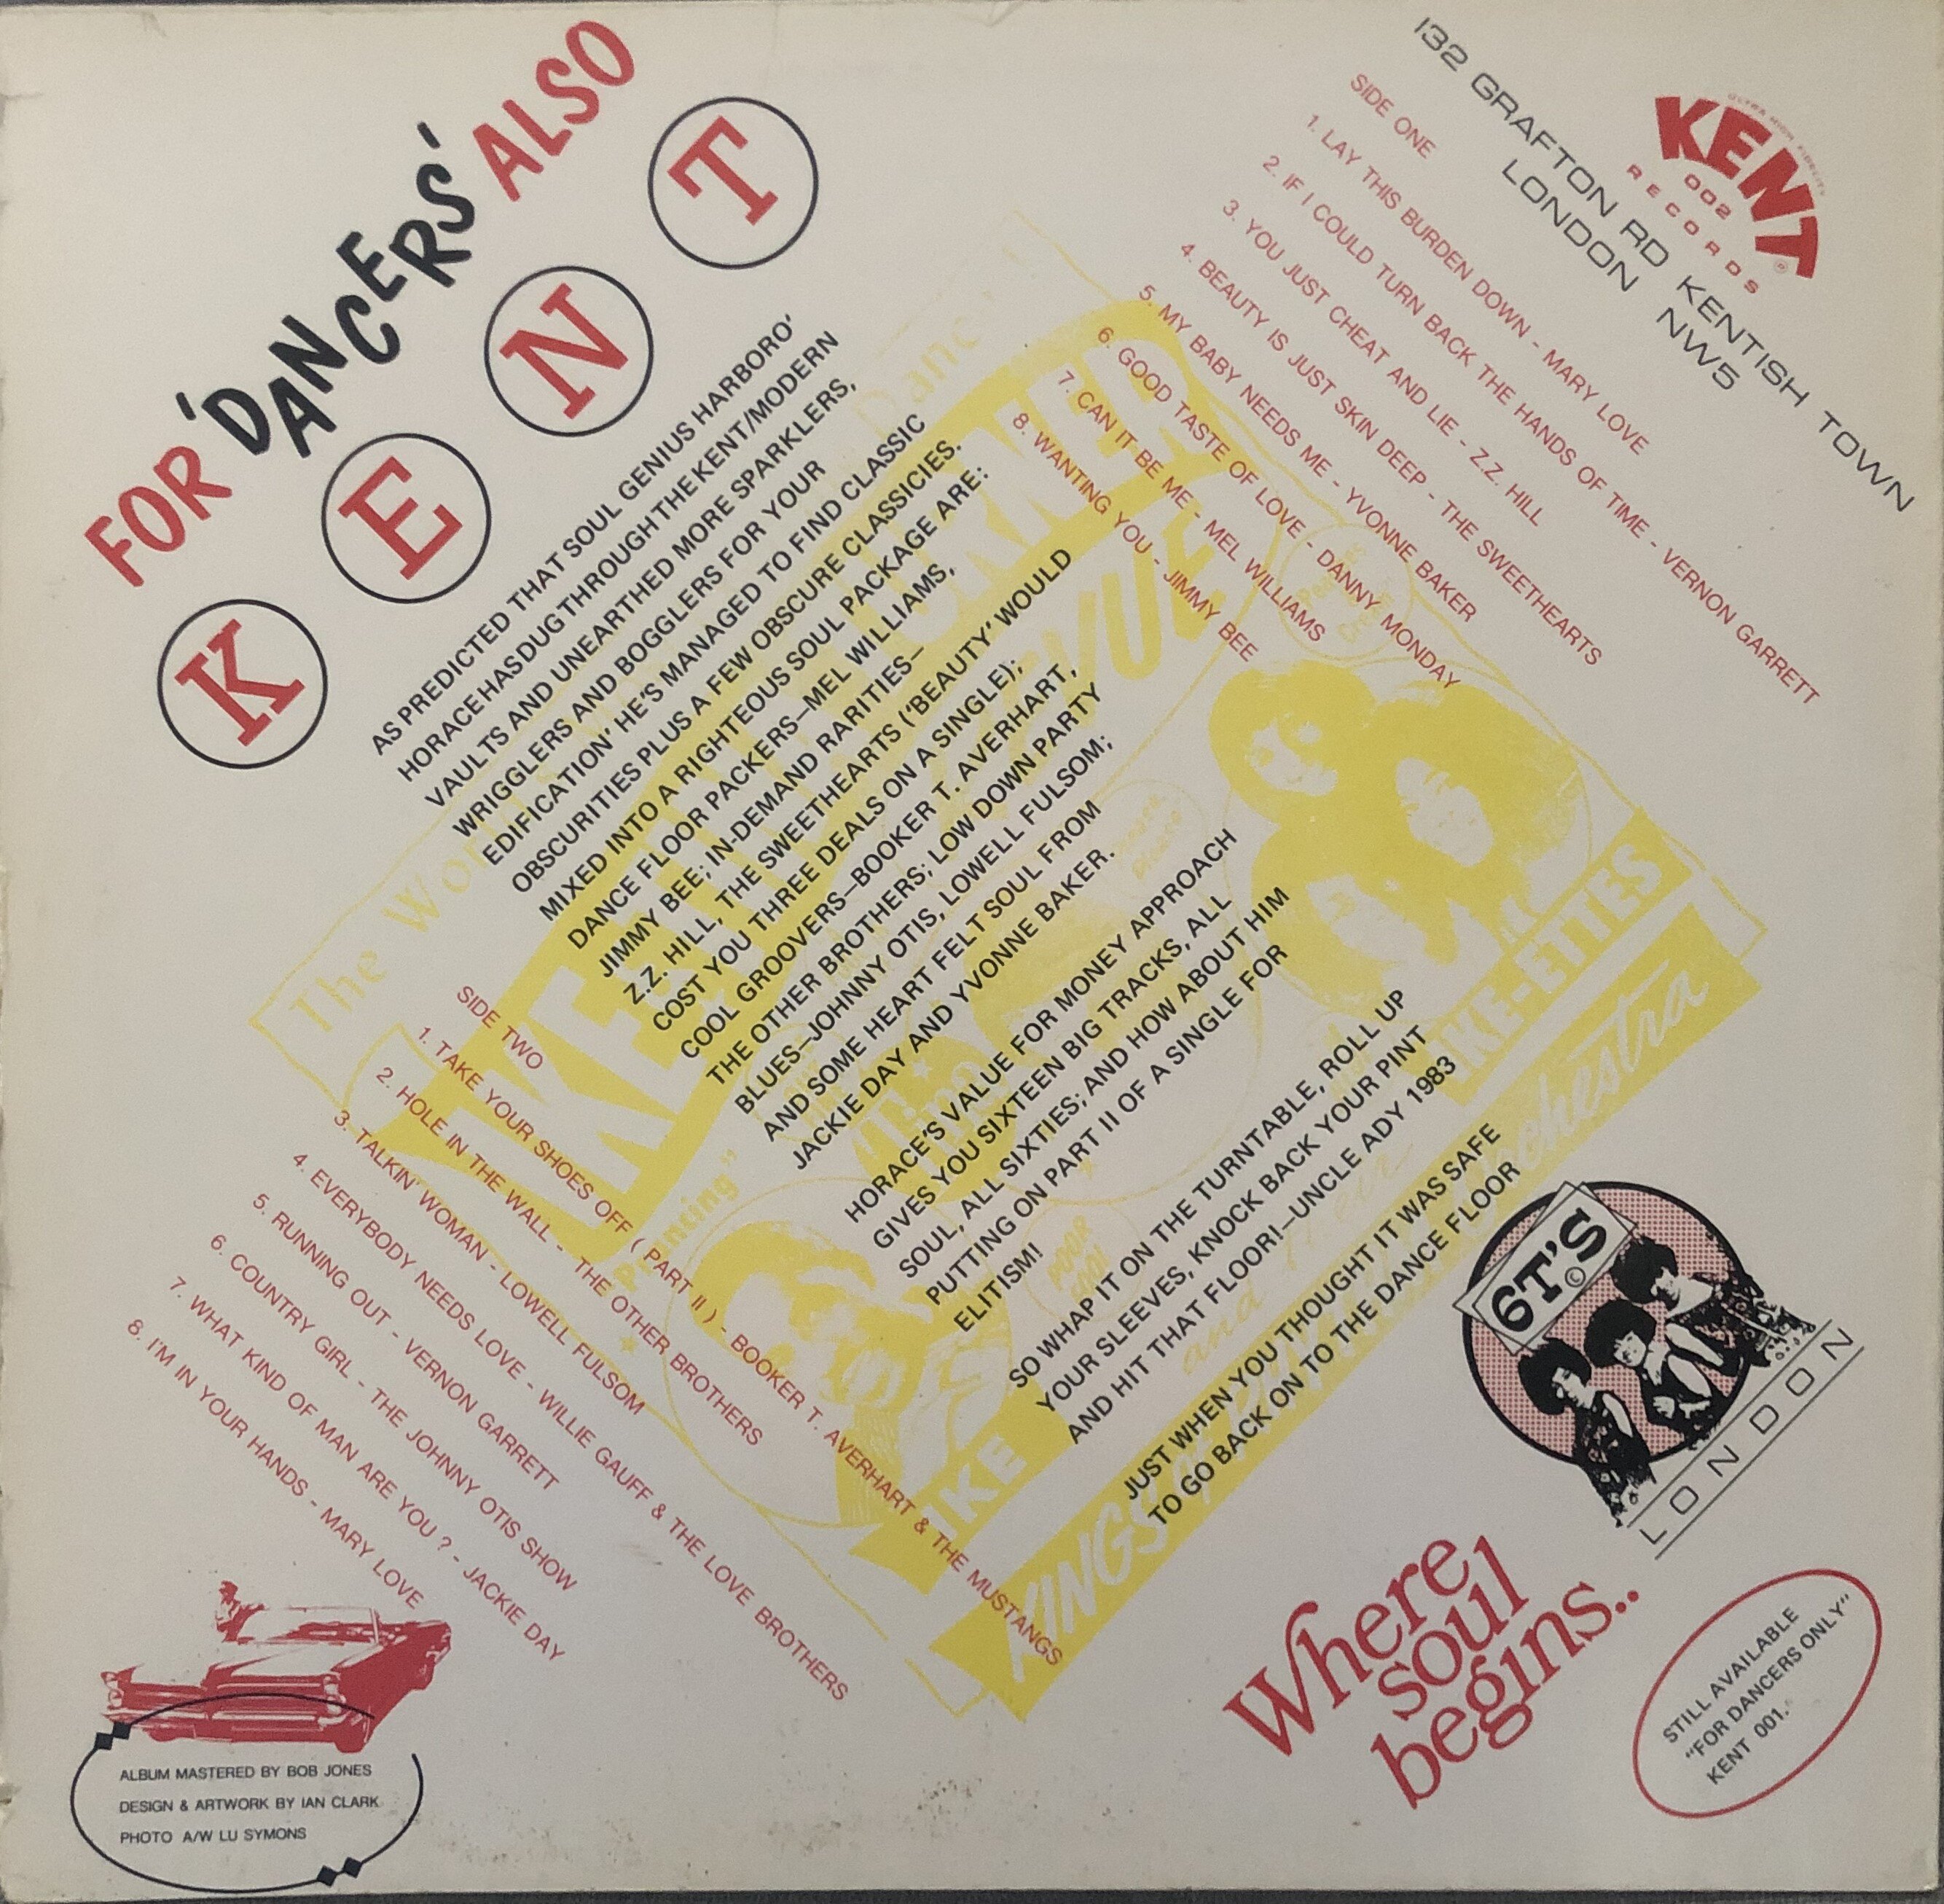 FOR 'DANCERS' ALSO
K E N T
132 GRAFTON RD KENTISH TOWN
LONDON NW5
ULTRA HIGH FIDELITY
KENT
002
RECORDS
SIDE ONE
1. LAY THIS BURDEN DOWN - MARY LOVE
2. IF I COULD TURN BACK THE HANDS OF TIME - VERNON GARRETT
3. YOU JUST CHEAT AND LIE - Z.Z. HILL
4. BEAUTY IS JUST SKIN DEEP - THE SWEETHEARTS
5. MY BABY NEEDS ME - YVONNE BAKER
6. GOOD TASTE OF LOVE - DANNY MONDAY
7. CAN IT BE ME - MEL WILLIAMS
8. WANTING YOU - JIMMY BEE
AS PREDICTED THAT SOUL GENIUS HARBORO'
HORACE HAS DUG THROUGH THE KENT/MODERN
VAULTS AND UNEARTHED MORE SPARKLERS,
WRIGGLERS AND BOGGLERS FOR YOUR
EDIFICATION' HE'S MANAGED TO FIND CLASSIC
OBSCURITIES PLUS A FEW OBSCURE CLASSICIES.
MIXED INTO A RIGHTEOUS SOUL PACKAGE ARE:
DANCE FLOOR PACKERS–MEL WILLIAMS,
JIMMY BEE; IN-DEMAND RARITIES–
Z.Z. HILL, THE SWEETHEARTS ('BEAUTY' WOULD
COST YOU THREE DEALS ON A SINGLE);
COOL GROOVERS–BOOKER T. AVERHART,
THE OTHER BROTHERS; LOW DOWN PARTY
BLUES–JOHNNY OTIS, LOWELL FULSOM;
AND SOME HEART FELT SOUL FROM
JACKIE DAY AND YVONNE BAKER.
HORACE'S VALUE FOR MONEY APPROACH
GIVES YOU SIXTEEN BIG TRACKS, ALL
SOUL, ALL SIXTIES; AND HOW ABOUT HIM
PUTTING ON PART II OF A SINGLE FOR
ELITISM!
SO WHAP IT ON THE TURNTABLE, ROLL UP
YOUR SLEEVES, KNOCK BACK YOUR PINT
AND HIT THAT FLOOR!–UNCLE ADY 1983
JUST WHEN YOU THOUGHT IT WAS SAFE
TO GO BACK ON TO THE DANCE FLOOR
SIDE TWO
1. TAKE YOUR SHOES OFF ( PART II ) - BOOKER T. AVERHART & THE MUSTANGS
2. HOLE IN THE WALL - THE OTHER BROTHERS
3. TALKIN' WOMAN - LOWELL FULSOM
4. EVERYBODY NEEDS LOVE - WILLIE GAUFF & THE LOVE BROTHERS
5. RUNNING OUT - VERNON GARRETT
6. COUNTRY GIRL - THE JOHNNY OTIS SHOW
7. WHAT KIND OF MAN ARE YOU ? - JACKIE DAY
8. I'M IN YOUR HANDS - MARY LOVE
REVUE
IKE-ETTES
IKE
KINGS
and
Orchestra
6T'S ©
LONDON
Where
soul
begins..
STILL AVAILABLE
"FOR DANCERS ONLY"
KENT 001.
ALBUM MASTERED BY BOB JONES
DESIGN & ARTWORK BY IAN CLARK
PHOTO A/W LU SYMONS